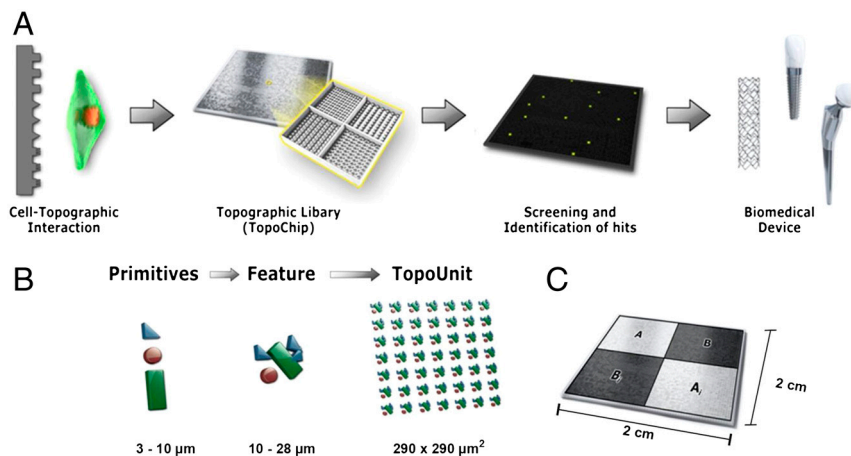 A
Cell-Topographic
Interaction
Topographic Libary
(TopoChip)
Screening and
Identification of hits
Biomedical
Device
B
Primitives
Feature
TopoUnit
3 - 10 µm
10 - 28 µm
290 x 290 µm²
C
A
B
Bi
Ai
2 cm
2 cm